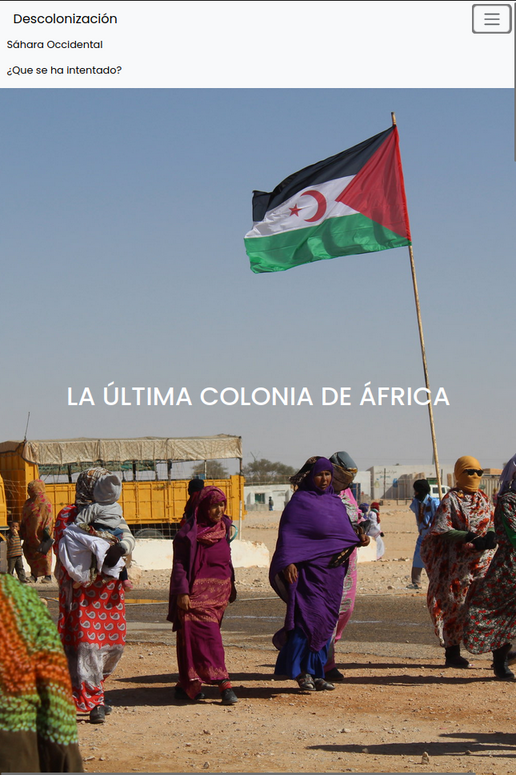 Descolonización
Sáhara Occidental
¿Que se ha intentado?
LA ÚLTIMA COLONIA DE ÁFRICA